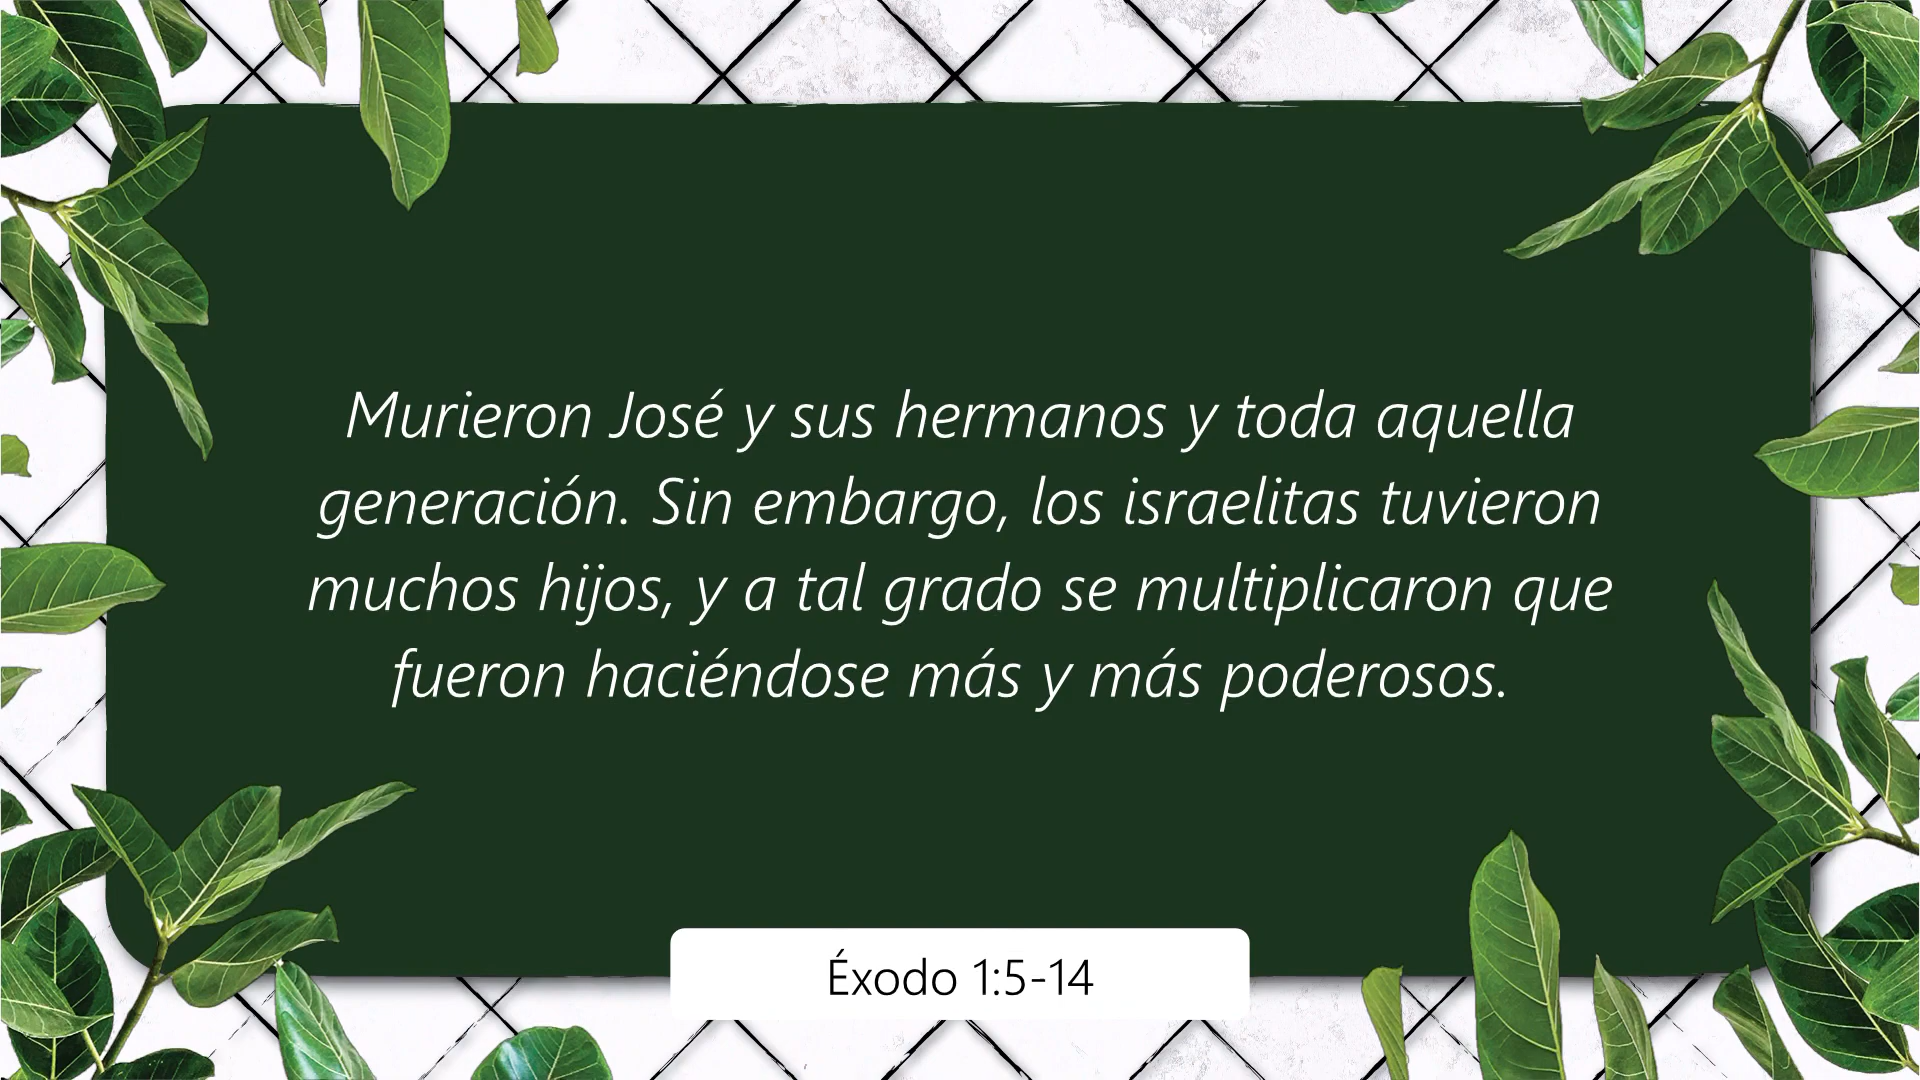 Murieron José y sus hermanos y toda aquella
generación. Sin embargo, los israelitas tuvieron
muchos hijos, y a tal grado se multiplicaron que
fueron haciéndose más y más poderosos.
Éxodo 1:5-14